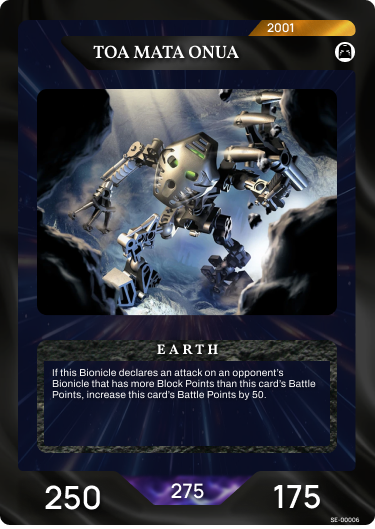 2001
TOA MATA ONUA
EARTH
If this Bionicle declares an attack on an opponent's
Bionicle that has more Block Points than this card's Battle
Points, increase this card's Battle Points by 50.
250
275
175
SE-00006